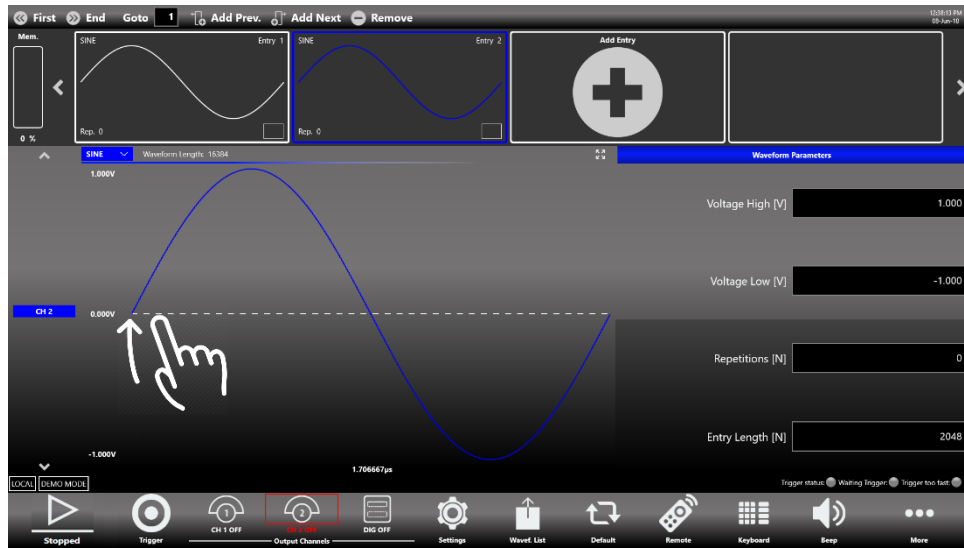 First End Goto 1 Add Prev. Add Next Remove
12:38:13 PM
08-Jun-10
Mem.
0 %
SINE Entry 1
Rep. 0
SINE Entry 2
Rep. 0
Add Entry
SINE Waveform Length: 16384
Waveform Parameters
1.000V
Voltage High [V] 1.000
Voltage Low [V] -1.000
CH 2
0.000V
Repetitions [N] 0
Entry Length [N] 2048
-1.000V
1.706667µs
LOCAL DEMO MODE
Trigger status: Waiting Trigger: Trigger too fast:
1
2
CH 1 OFF
CH 2 OFF
DIG OFF
Stopped Trigger Output Channels Settings Wavef. List Default Remote Keyboard Beep More